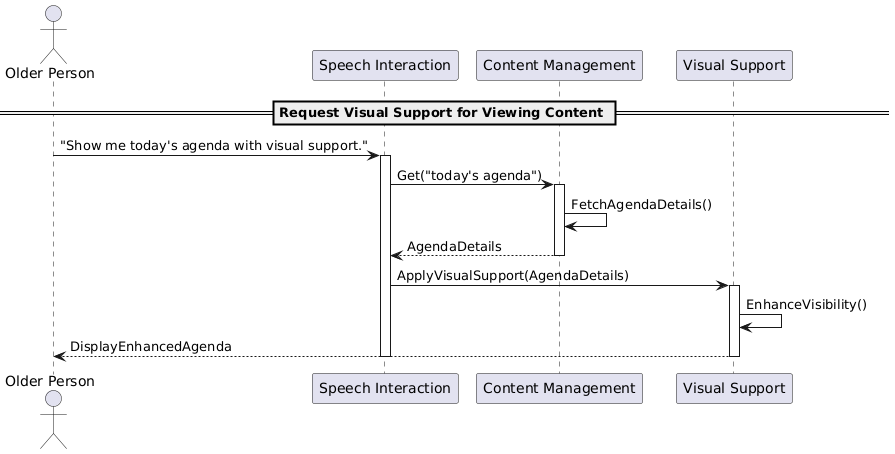 Older Person
Speech Interaction
Content Management
Visual Support
Request Visual Support for Viewing Content
"Show me today's agenda with visual support."
Get("today's agenda")
FetchAgendaDetails()
AgendaDetails
ApplyVisualSupport(AgendaDetails)
EnhanceVisibility()
DisplayEnhancedAgenda
Older Person
Speech Interaction
Content Management
Visual Support